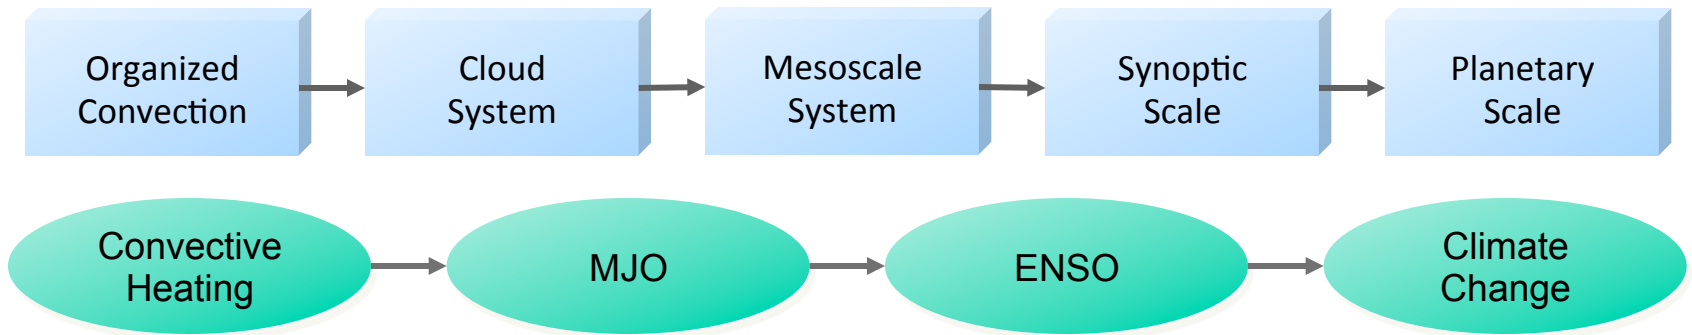 Organized
Convection
Cloud
System
Mesoscale
System
Synoptic
Scale
Planetary
Scale
Convective
Heating
MJO
ENSO
Climate
Change